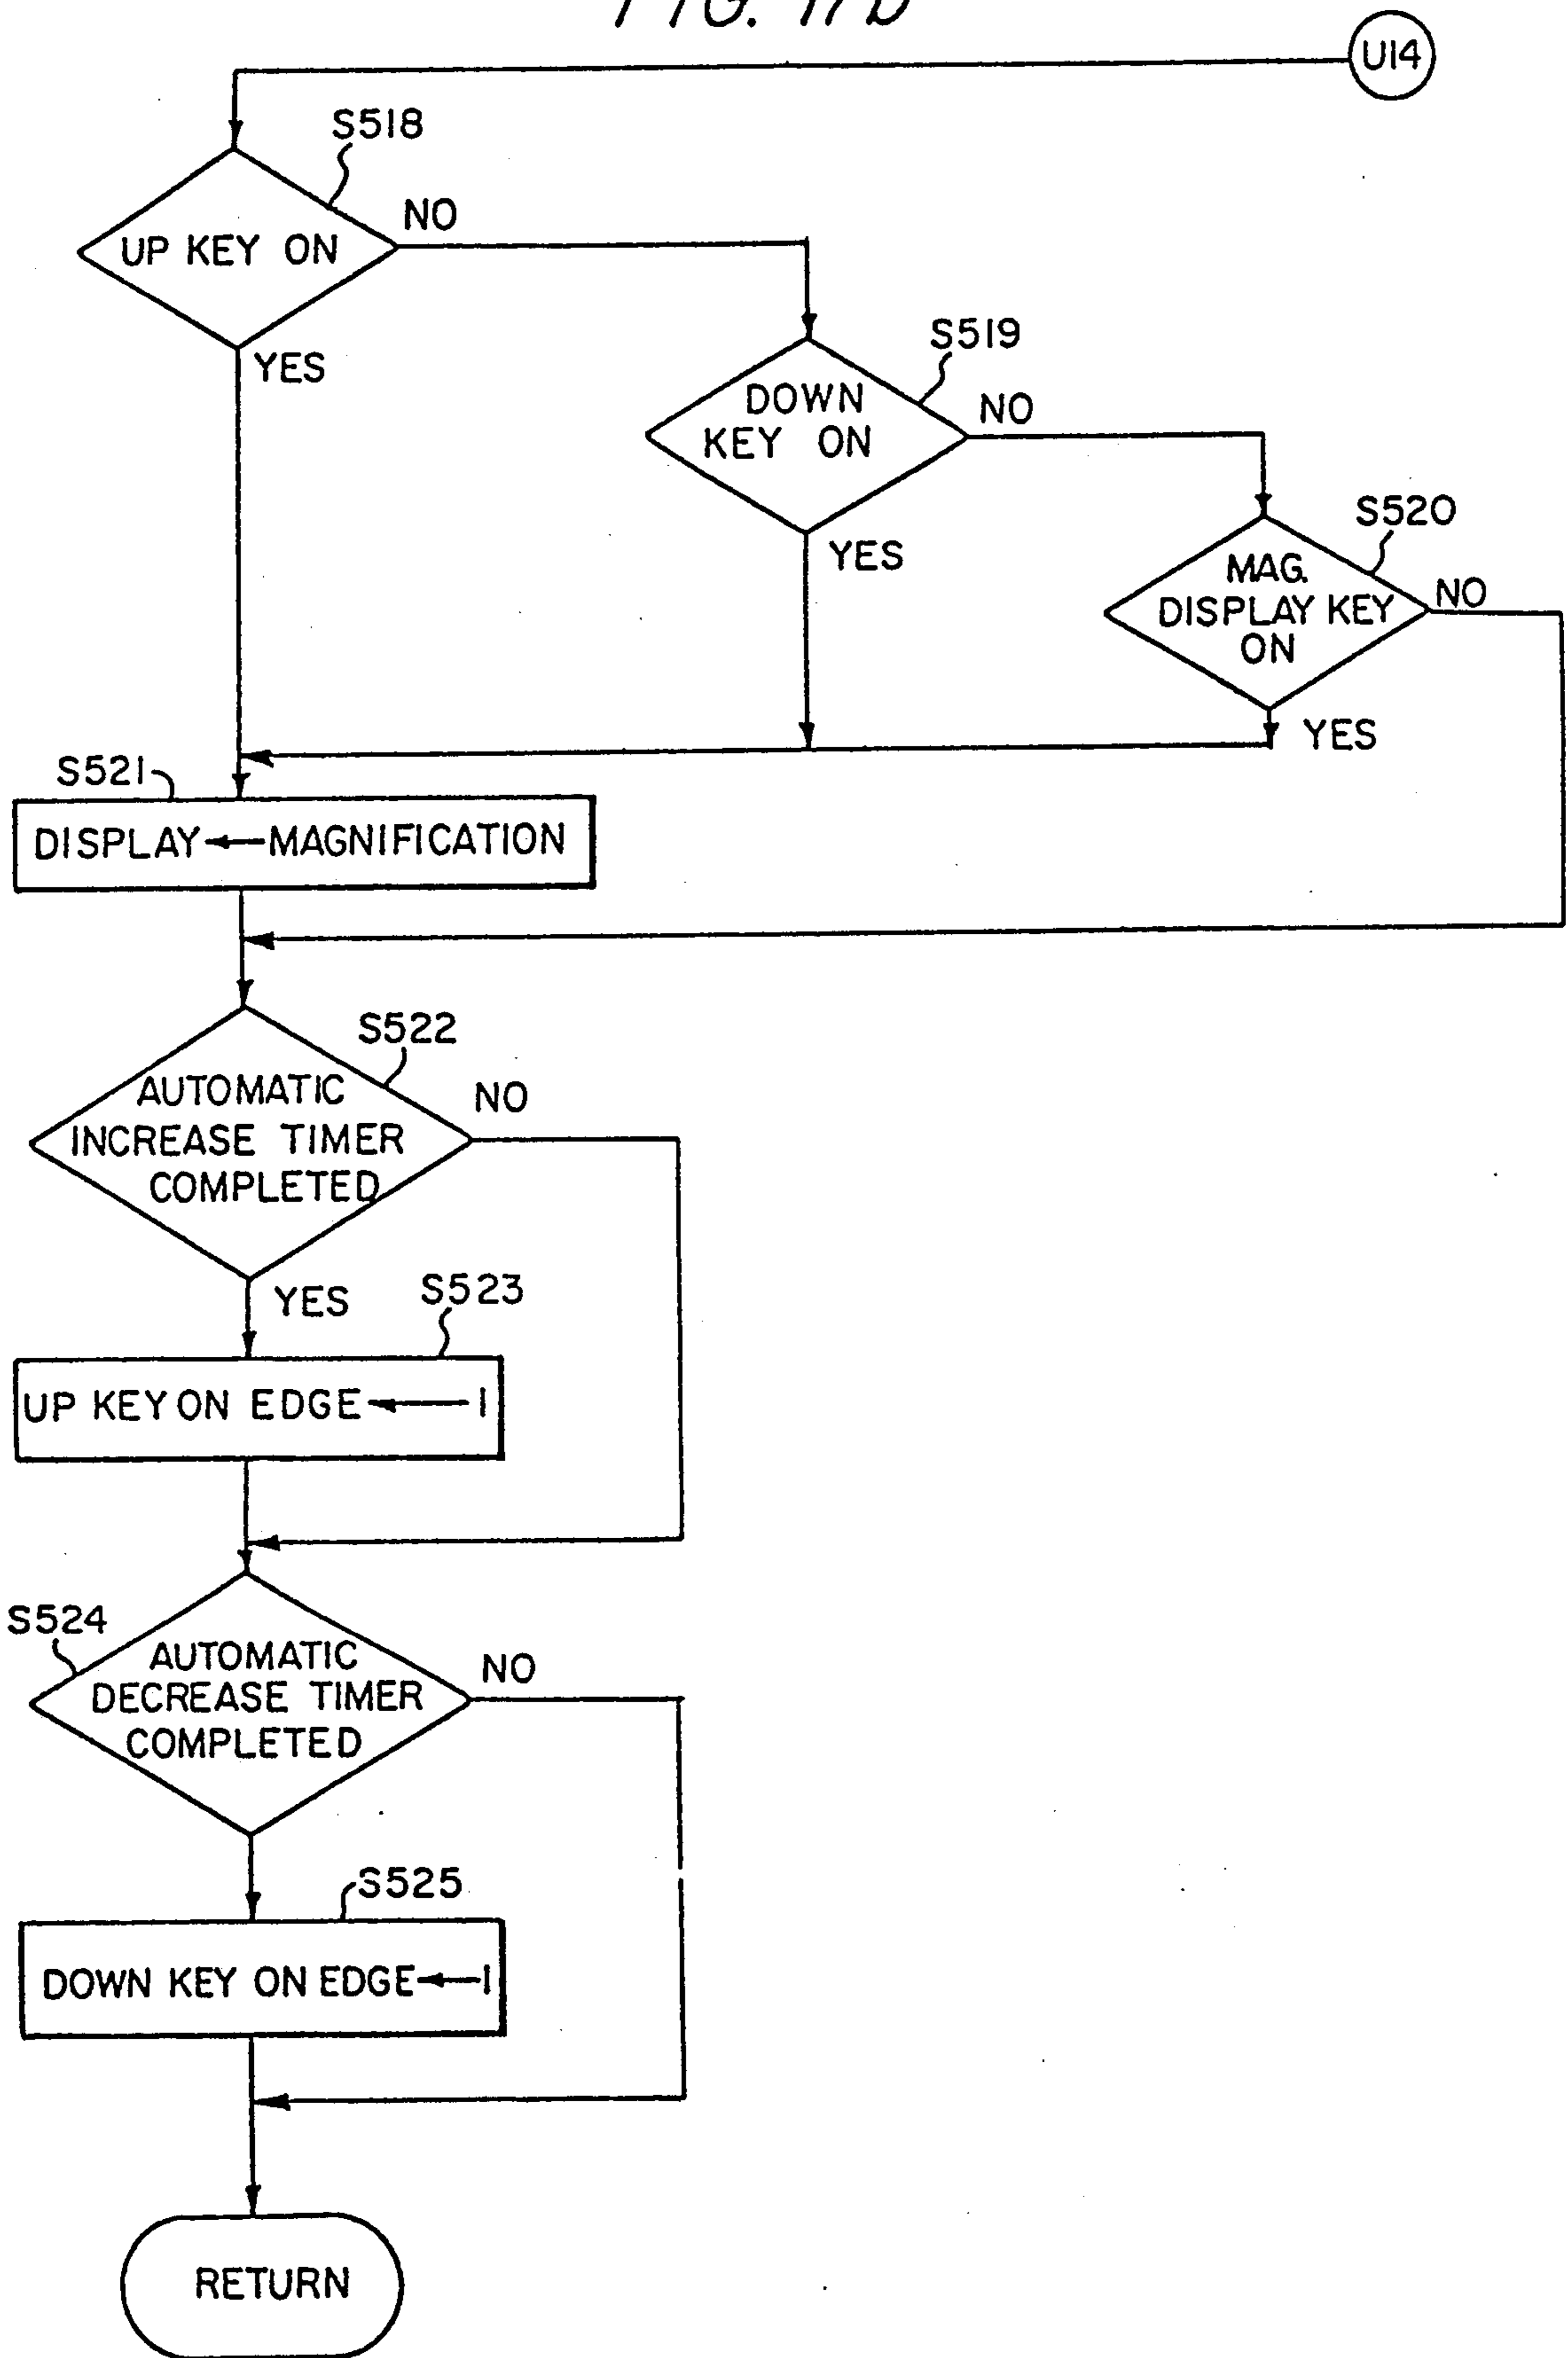 FIG. 17b
U14
S518
UP KEY ON
NO
YES
S519
DOWN
KEY ON
NO
YES
S520
MAG.
DISPLAY KEY
ON
NO
YES
S521
DISPLAY←MAGNIFICATION
S522
AUTOMATIC
INCREASE TIMER
COMPLETED
NO
YES
S523
UP KEY ON EDGE←1
S524
AUTOMATIC
DECREASE TIMER
COMPLETED
NO
S525
DOWN KEY ON EDGE←1
RETURN